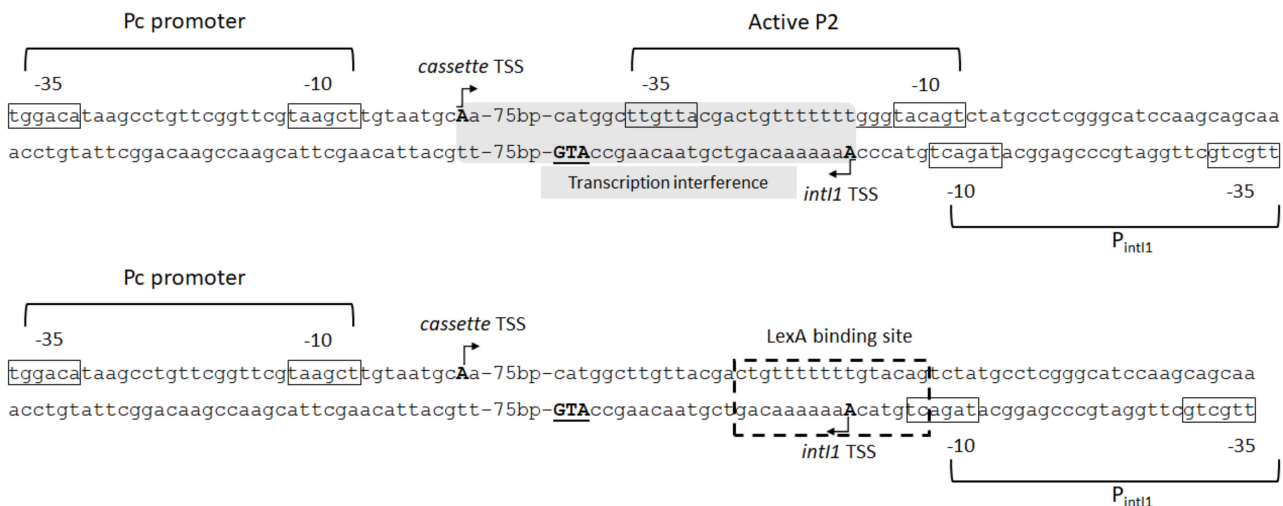 Pc promoter
Active P2
-35
-10
cassette TSS
-35
-10
tggacataagcctgttcggttcgtaagcttgtaatgcAa-75bp-catggcttgttacgactgtttttttgggtacagtctatgcctcgggcatccaagcagcaa
acctgtattcggacaagccaagcattcgaacattacgtt-75bp-GTAccgaacaatgctgacaaaaaaAcccatgtcagatacggagcccgtaggttcgtcgtt
Transcription interference
intI1 TSS
-10
-35
PintI1
Pc promoter
-35
-10
cassette TSS
LexA binding site
tggacataagcctgttcggttcgtaagcttgtaatgcAa-75bp-catggcttgttacgactgtttttttgtacagtctatgcctcgggcatccaagcagcaa
acctgtattcggacaagccaagcattcgaacattacgtt-75bp-GTAccgaacaatgctgacaaaaaaAcatgtcagatacggagcccgtaggttcgtcgtt
intI1 TSS
-10
-35
PintI1